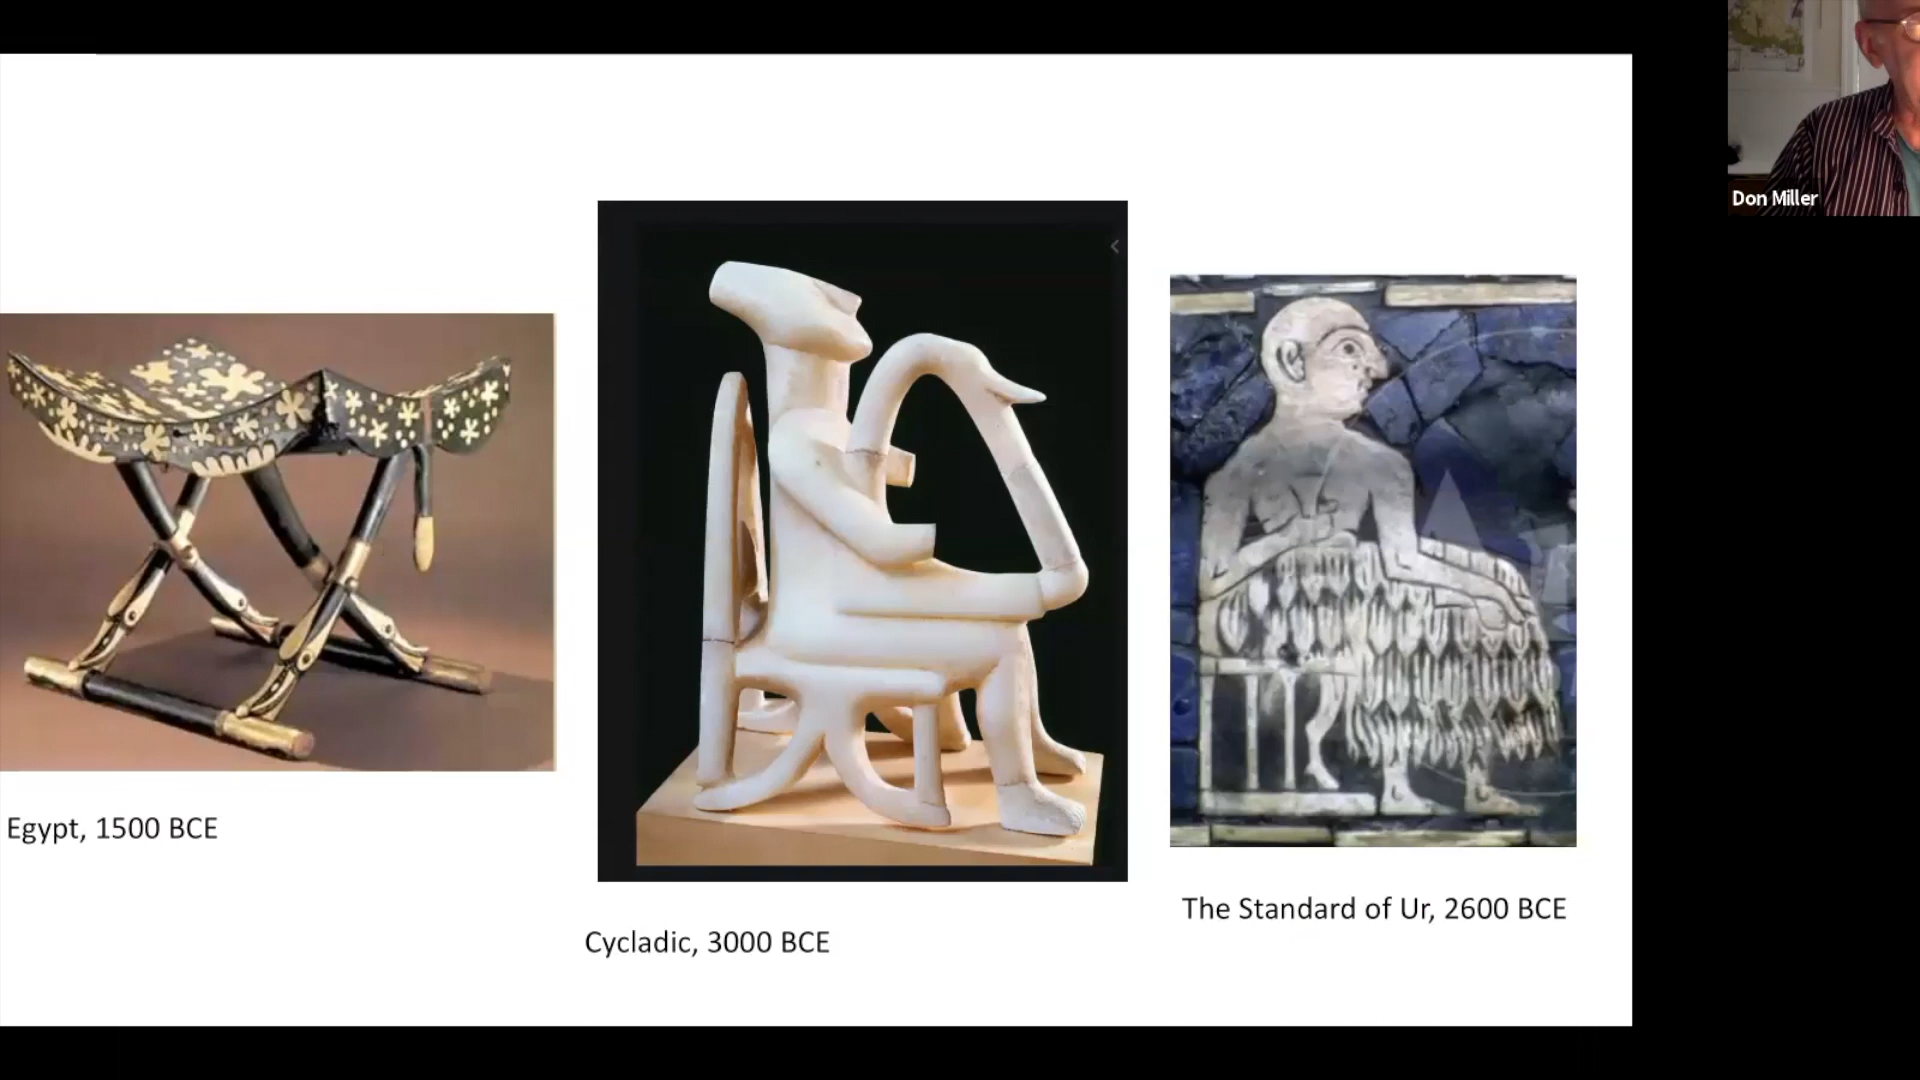 Don Miller
Egypt, 1500 BCE
Cycladic, 3000 BCE
The Standard of Ur, 2600 BCE